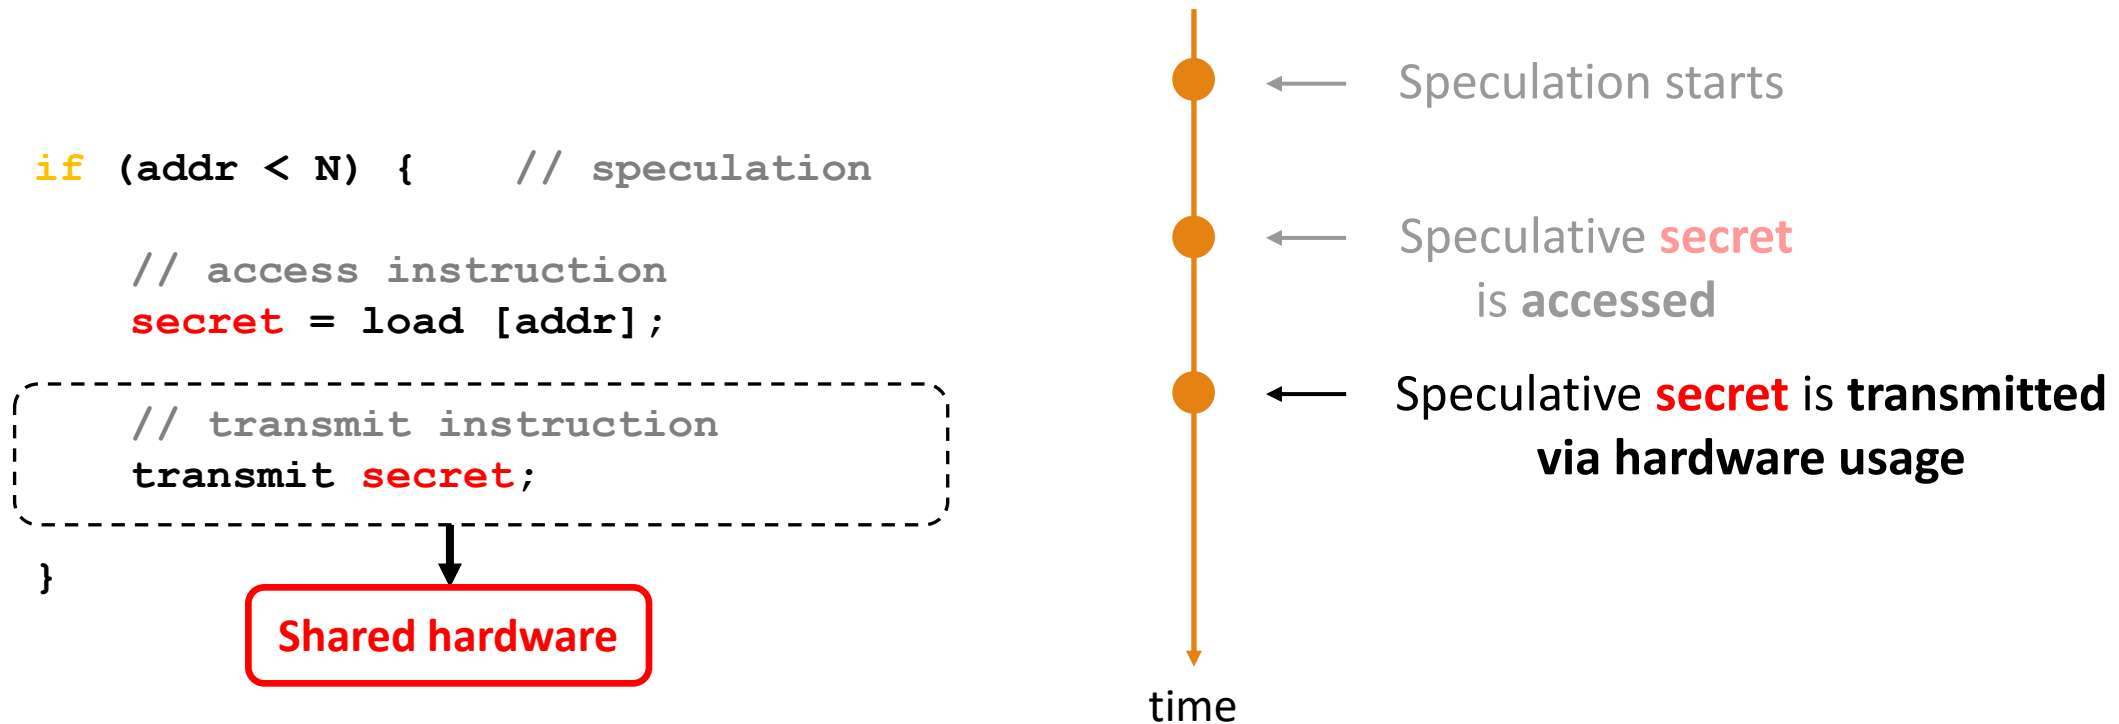 if (addr < N) {    // speculation
// access instruction
secret = load [addr];
// transmit instruction
transmit secret;
}
Shared hardware
Speculation starts
Speculative secret
is accessed
Speculative secret is transmitted
via hardware usage
time